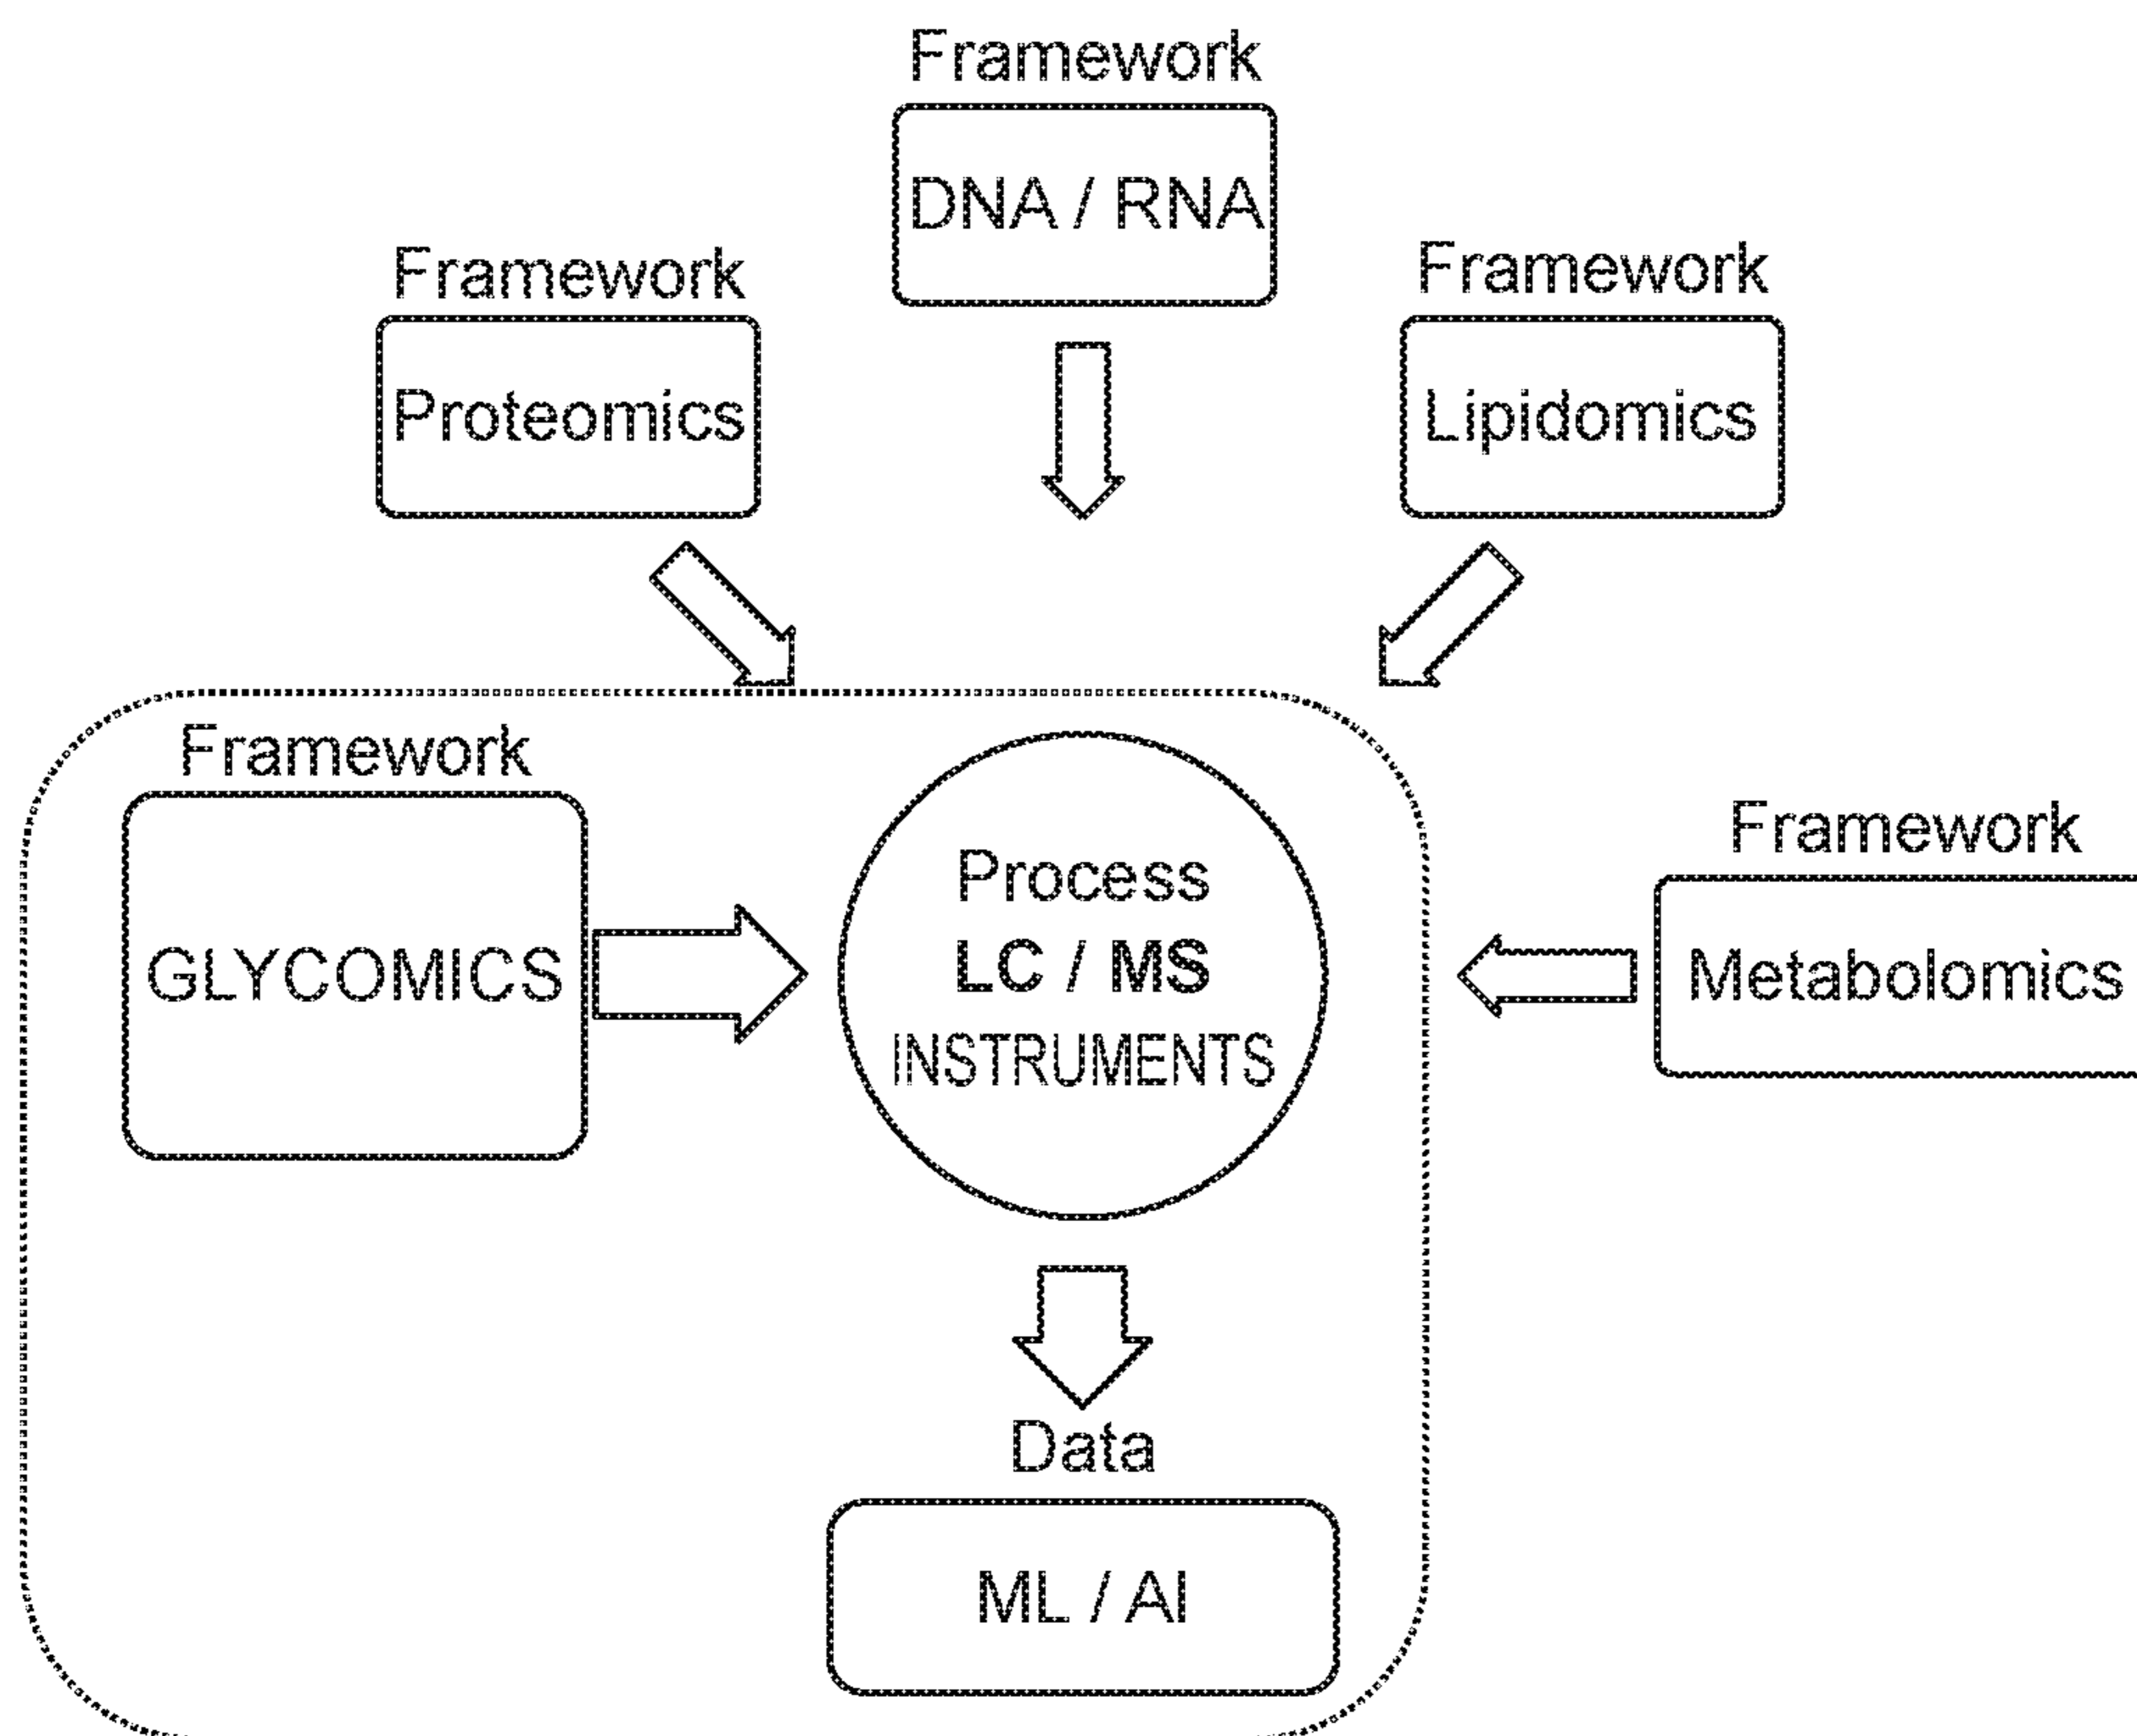 Framework
DNA / RNA
Framework
Proteomics
Framework
Lipidomics
Framework
GLYCOMICS
Process
LC / MS
INSTRUMENTS
Framework
Metabolomics
Data
ML / AI